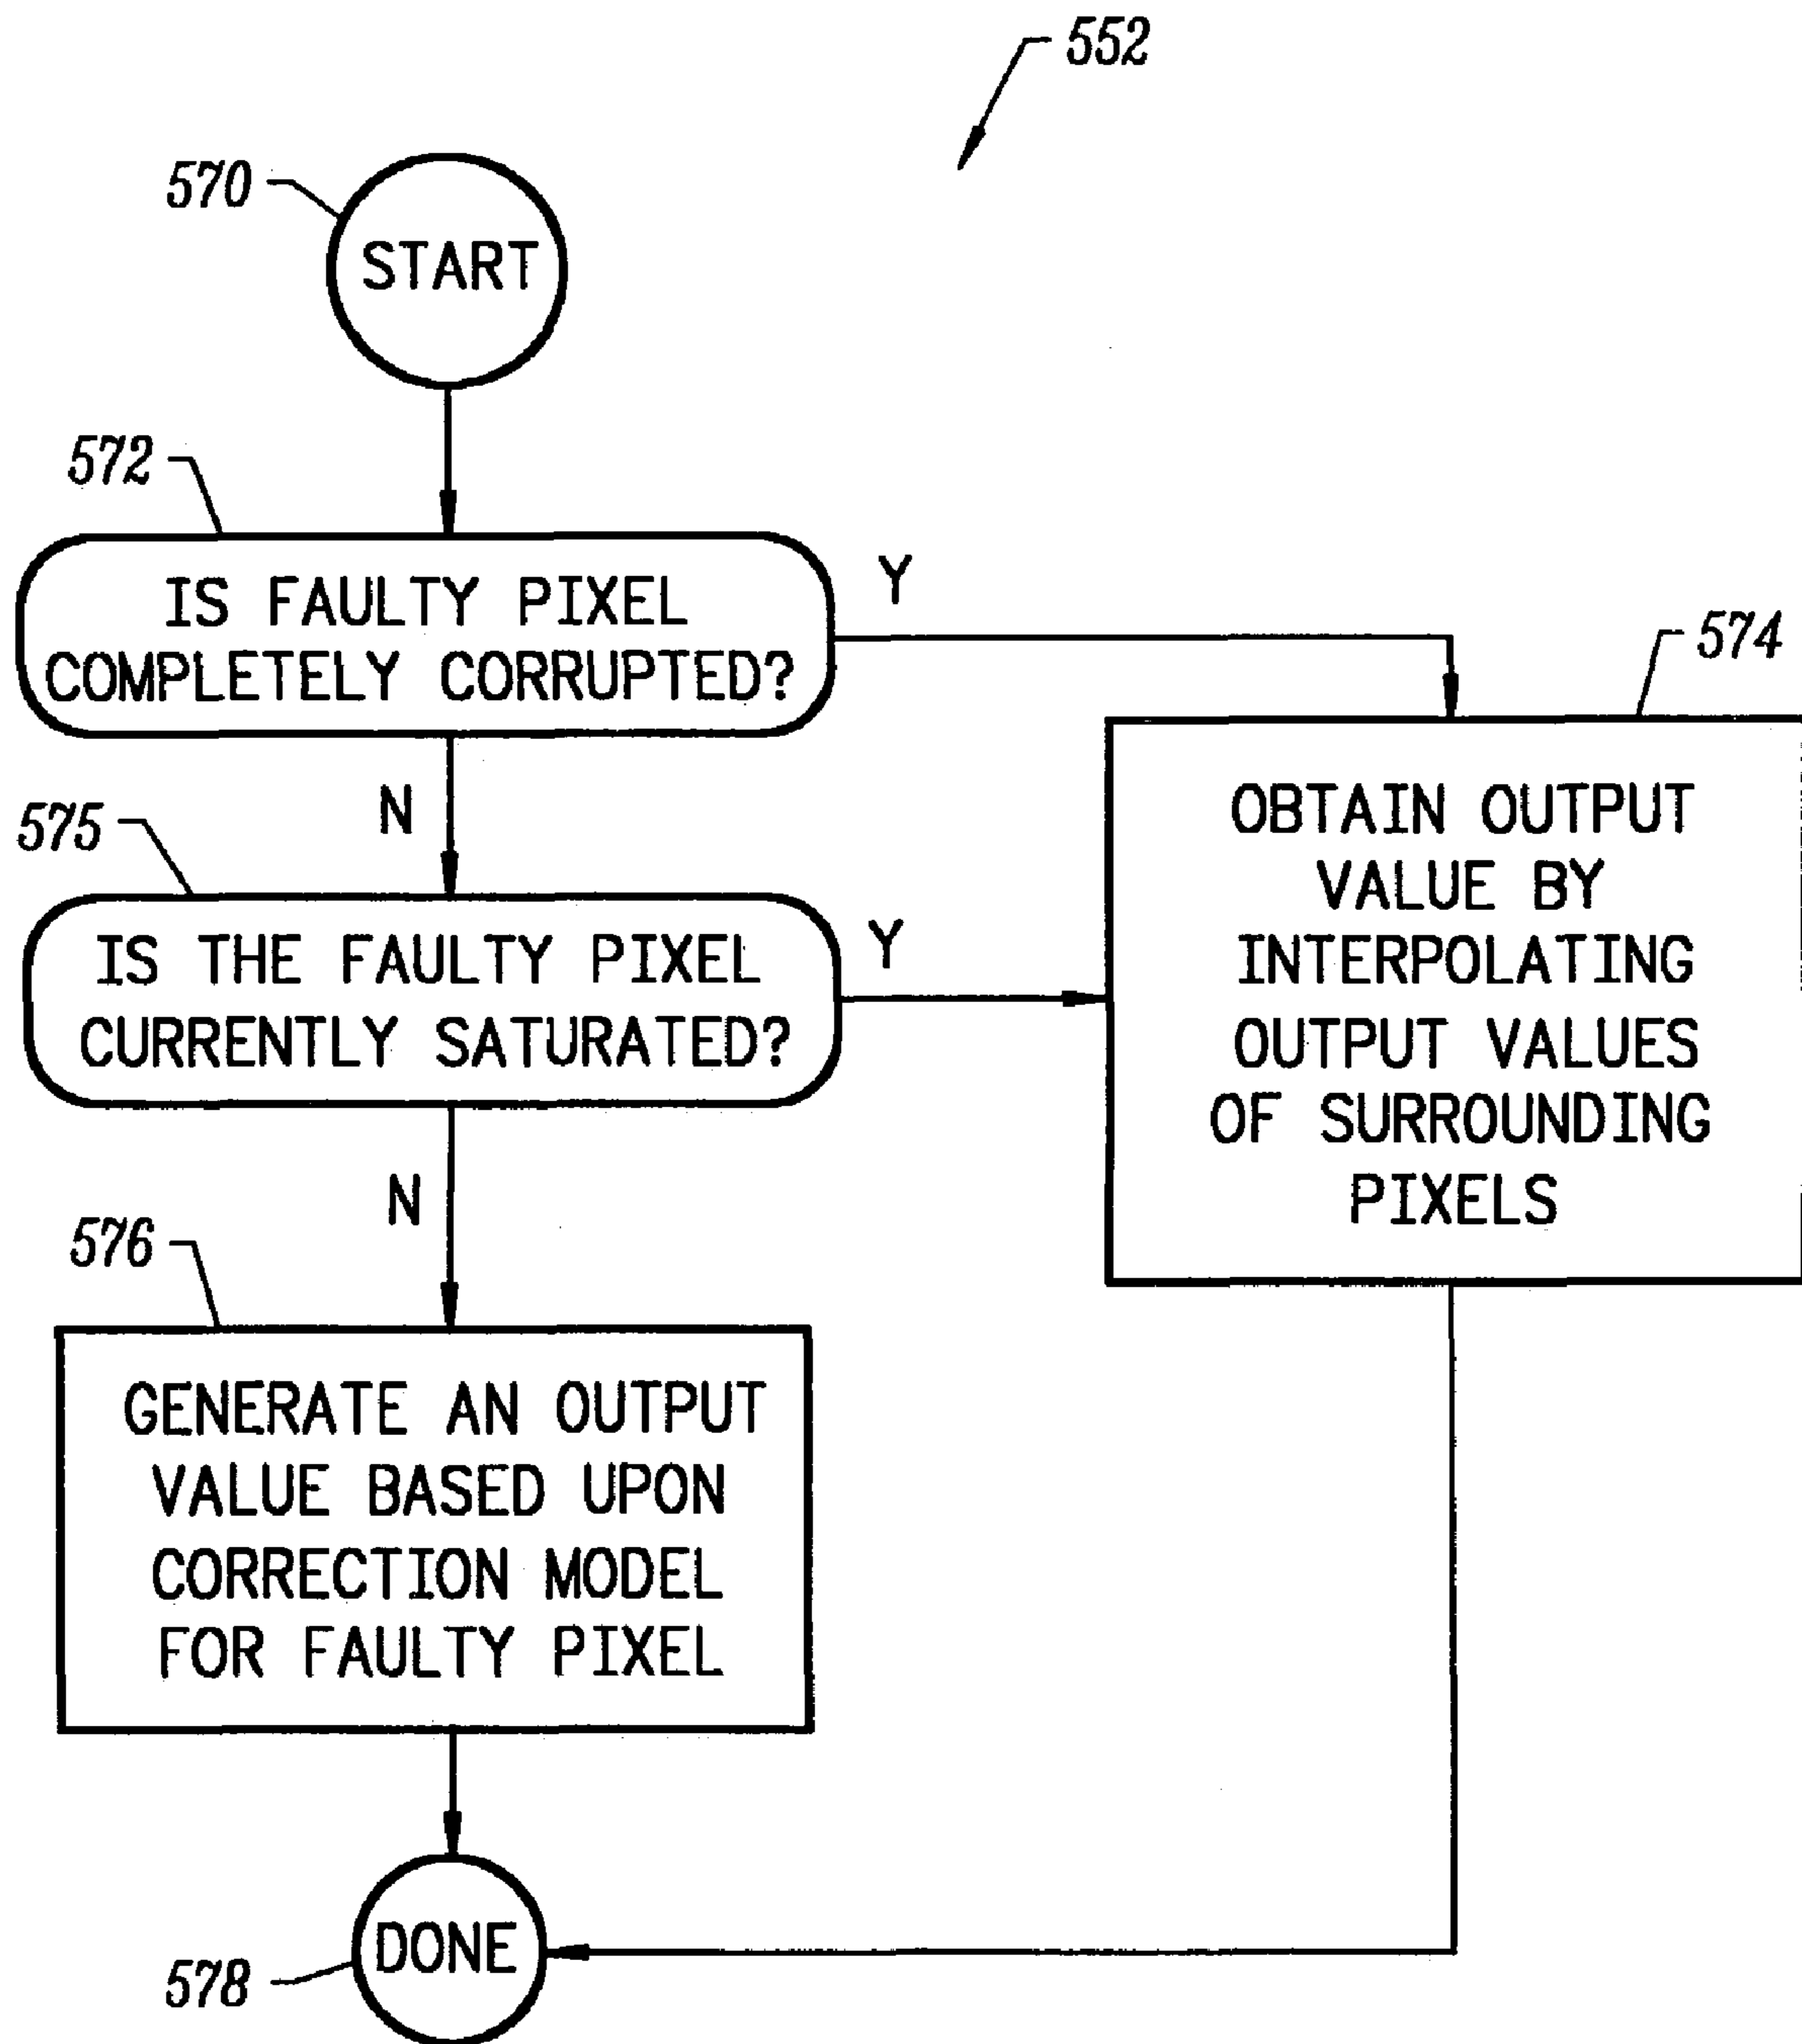 552
570
START
572
IS FAULTY PIXEL
COMPLETELY CORRUPTED?
Y
574
N
575
IS THE FAULTY PIXEL
CURRENTLY SATURATED?
Y
OBTAIN OUTPUT
VALUE BY
INTERPOLATING
OUTPUT VALUES
OF SURROUNDING
PIXELS
N
576
GENERATE AN OUTPUT
VALUE BASED UPON
CORRECTION MODEL
FOR FAULTY PIXEL
DONE
578